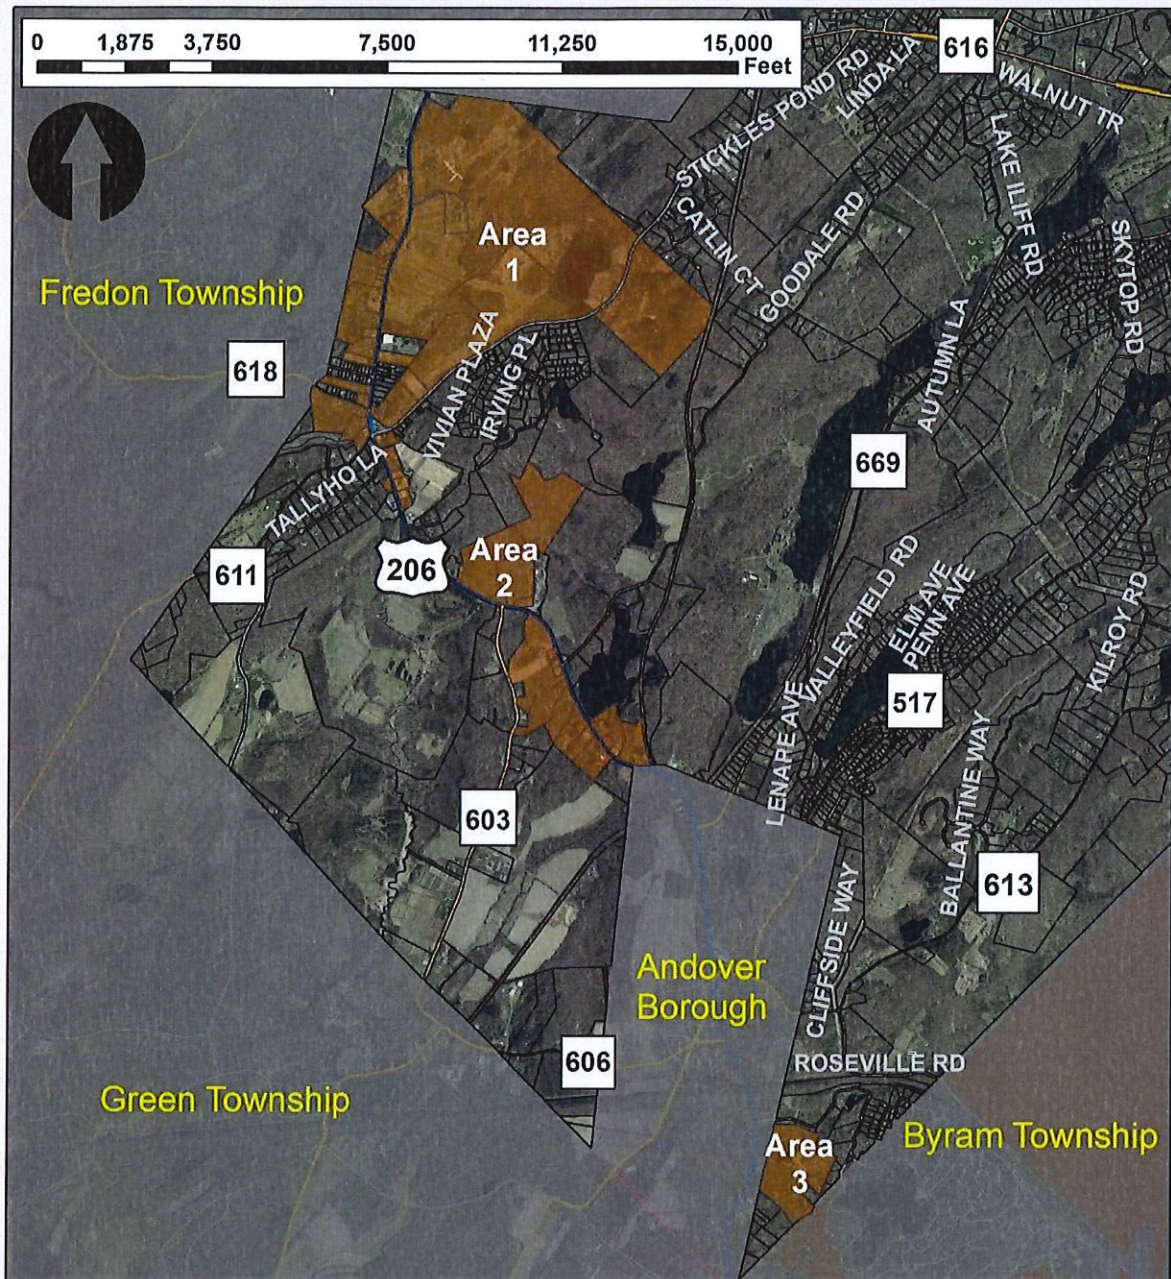 0 1,875 3,750 7,500 11,250 15,000
Feet
616
STICKLES POND RD
LINDA LA
WALNUT TR
LAKE ILIFF RD
CATLIN CT
GOODALE RD
SKYTOP RD
Area
1
Fredon Township
618
VIVIAN PLAZA
IRVING PL
AUTUMN LA
669
TALLYHO LA
611
206
Area
2
VALLEYFIELD RD
ELM AVE
PENN AVE
KILROY RD
517
LENAPE AVE
BALLANTINE WAY
603
613
CLIFFSIDE WAY
Andover
Borough
606
ROSEVILLE RD
Green Township
Byram Township
Area
3